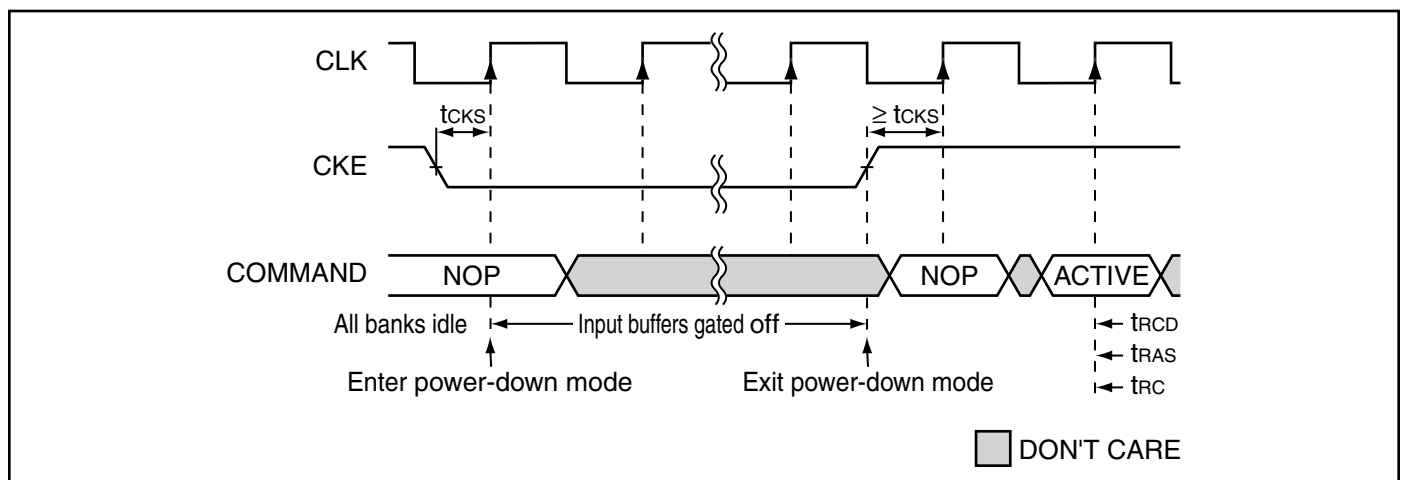 CLK
tCKS
≥ tCKS
CKE
COMMAND
NOP
NOP
ACTIVE
All banks idle
Input buffers gated off
tRCD
tRAS
tRC
Enter power-down mode
Exit power-down mode
DON'T CARE